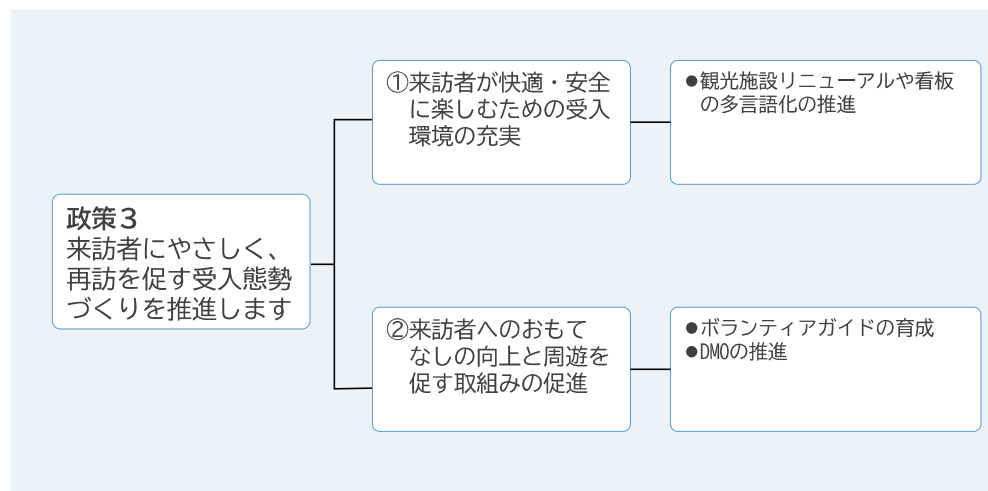 政策３
来訪者にやさしく、
再訪を促す受入態勢
づくりを推進します
①来訪者が快適・安全
に楽しむための受入
環境の充実
●観光施設リニューアルや看板
の多言語化の推進
②来訪者へのおもて
なしの向上と周遊を
促す取組みの促進
●ボランティアガイドの育成
●DMOの推進